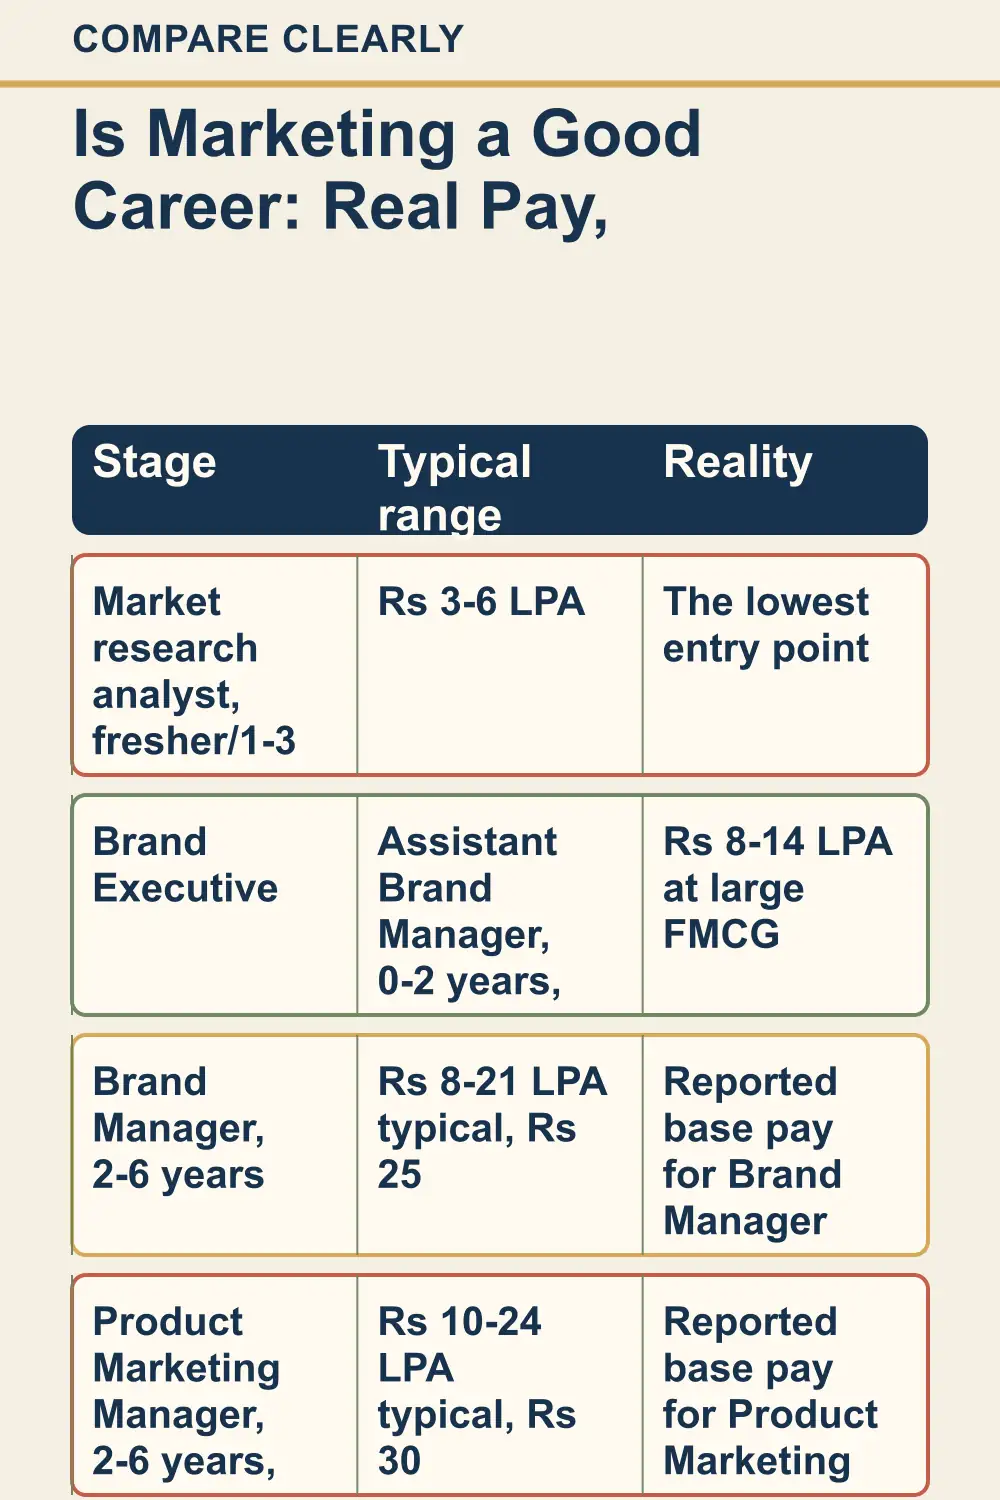 COMPARE CLEARLY
Is Marketing a Good
Career: Real Pay,
Stage
Typical
range
Reality
Market
research
analyst,
fresher/1-3
Rs 3-6 LPA
The lowest
entry point
Brand
Executive
Assistant
Brand
Manager,
0-2 years,
Rs 8-14 LPA
at large
FMCG
Brand
Manager,
2-6 years
Rs 8-21 LPA
typical, Rs
25
Reported
base pay
for Brand
Manager
Product
Marketing
Manager,
2-6 years,
Rs 10-24
LPA
typical, Rs
30
Reported
base pay
for Product
Marketing